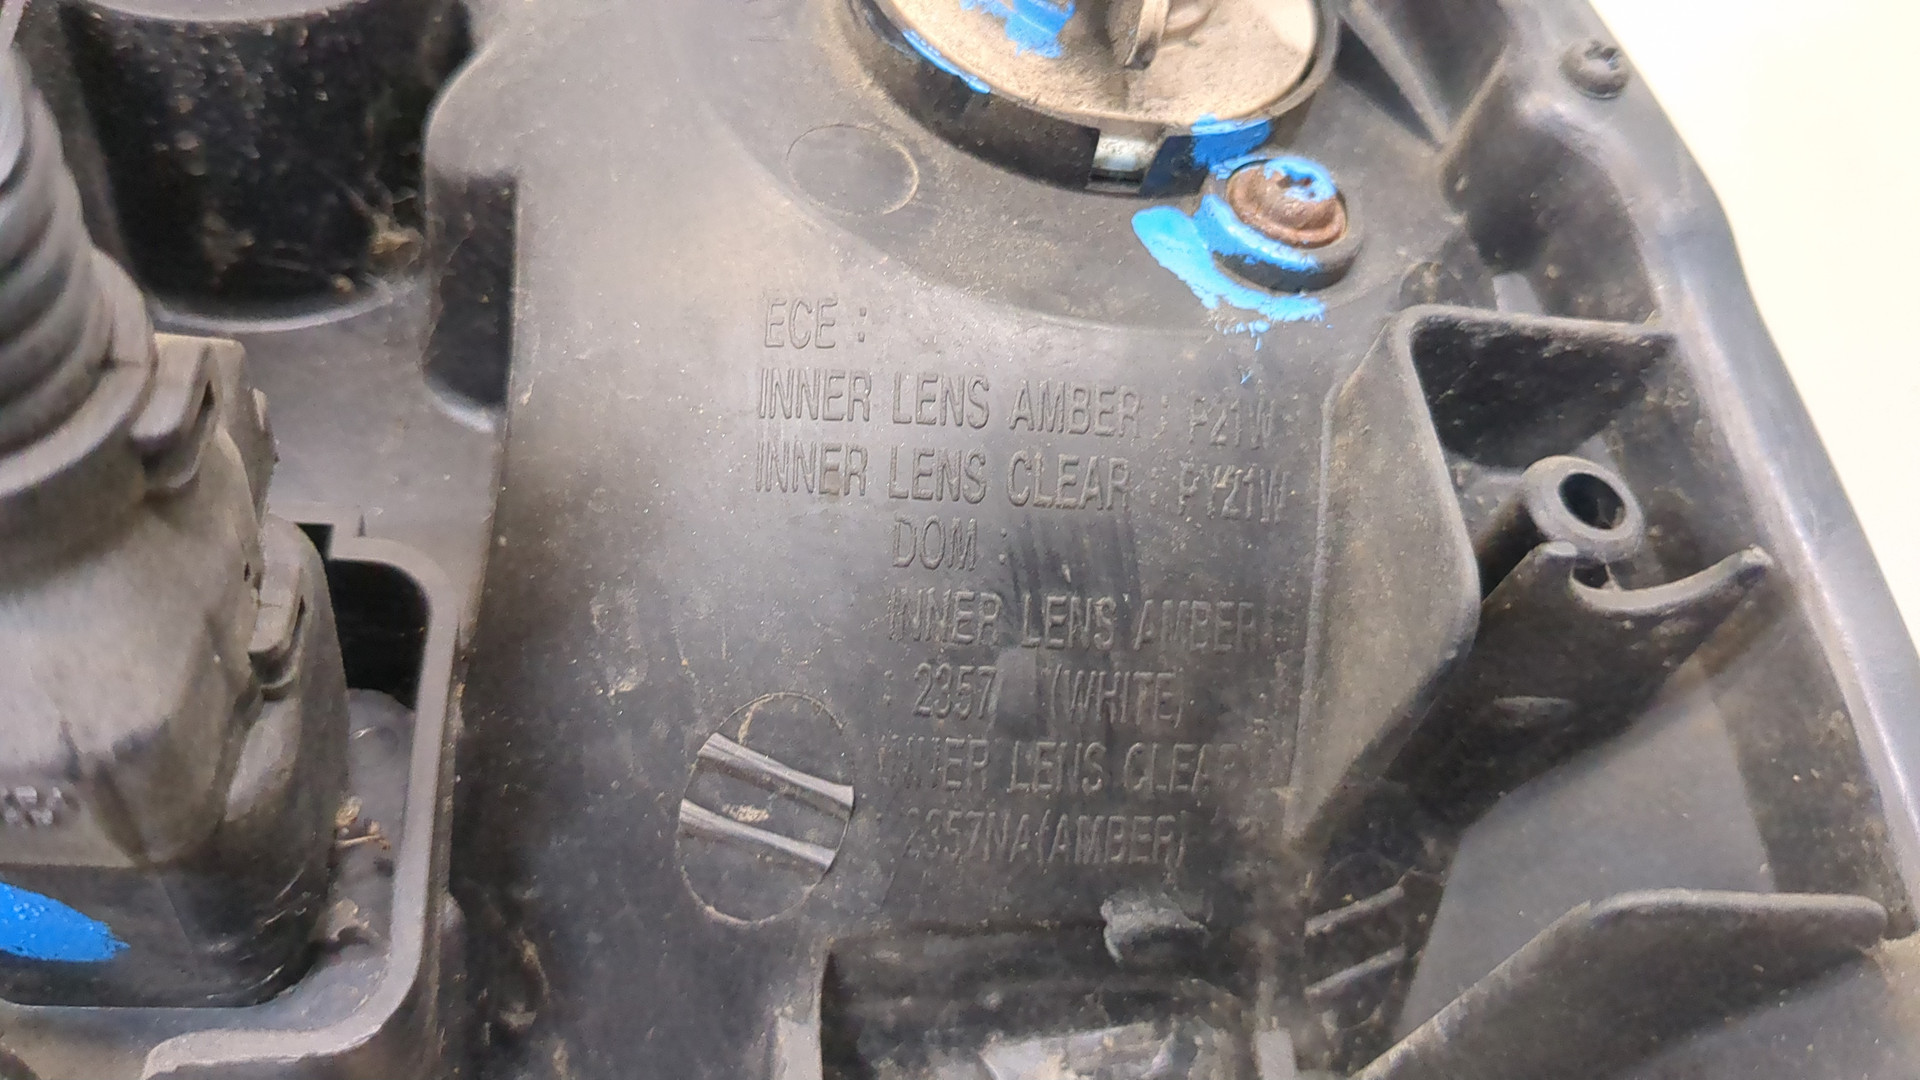 ECE :
INNER LENS AMBER : P21W
INNER LENS CLEAR : PY21W
DOM :
INNER LENS AMBER
: 2357 (WHITE)
INNER LENS CLEAR
: 2357NA(AMBER)